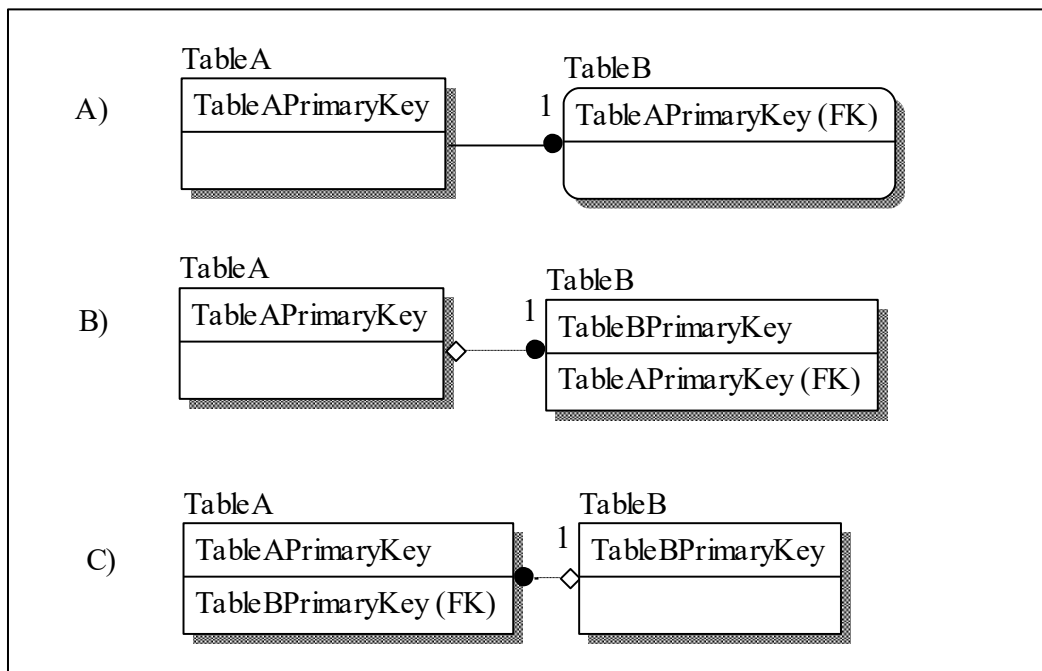 TableA
TableB
A)
TableAPrimaryKey
1
TableAPrimaryKey (FK)
TableA
TableB
B)
TableAPrimaryKey
1
TableBPrimaryKey
TableAPrimaryKey (FK)
TableA
TableB
C)
TableAPrimaryKey
1
TableBPrimaryKey
TableBPrimaryKey (FK)